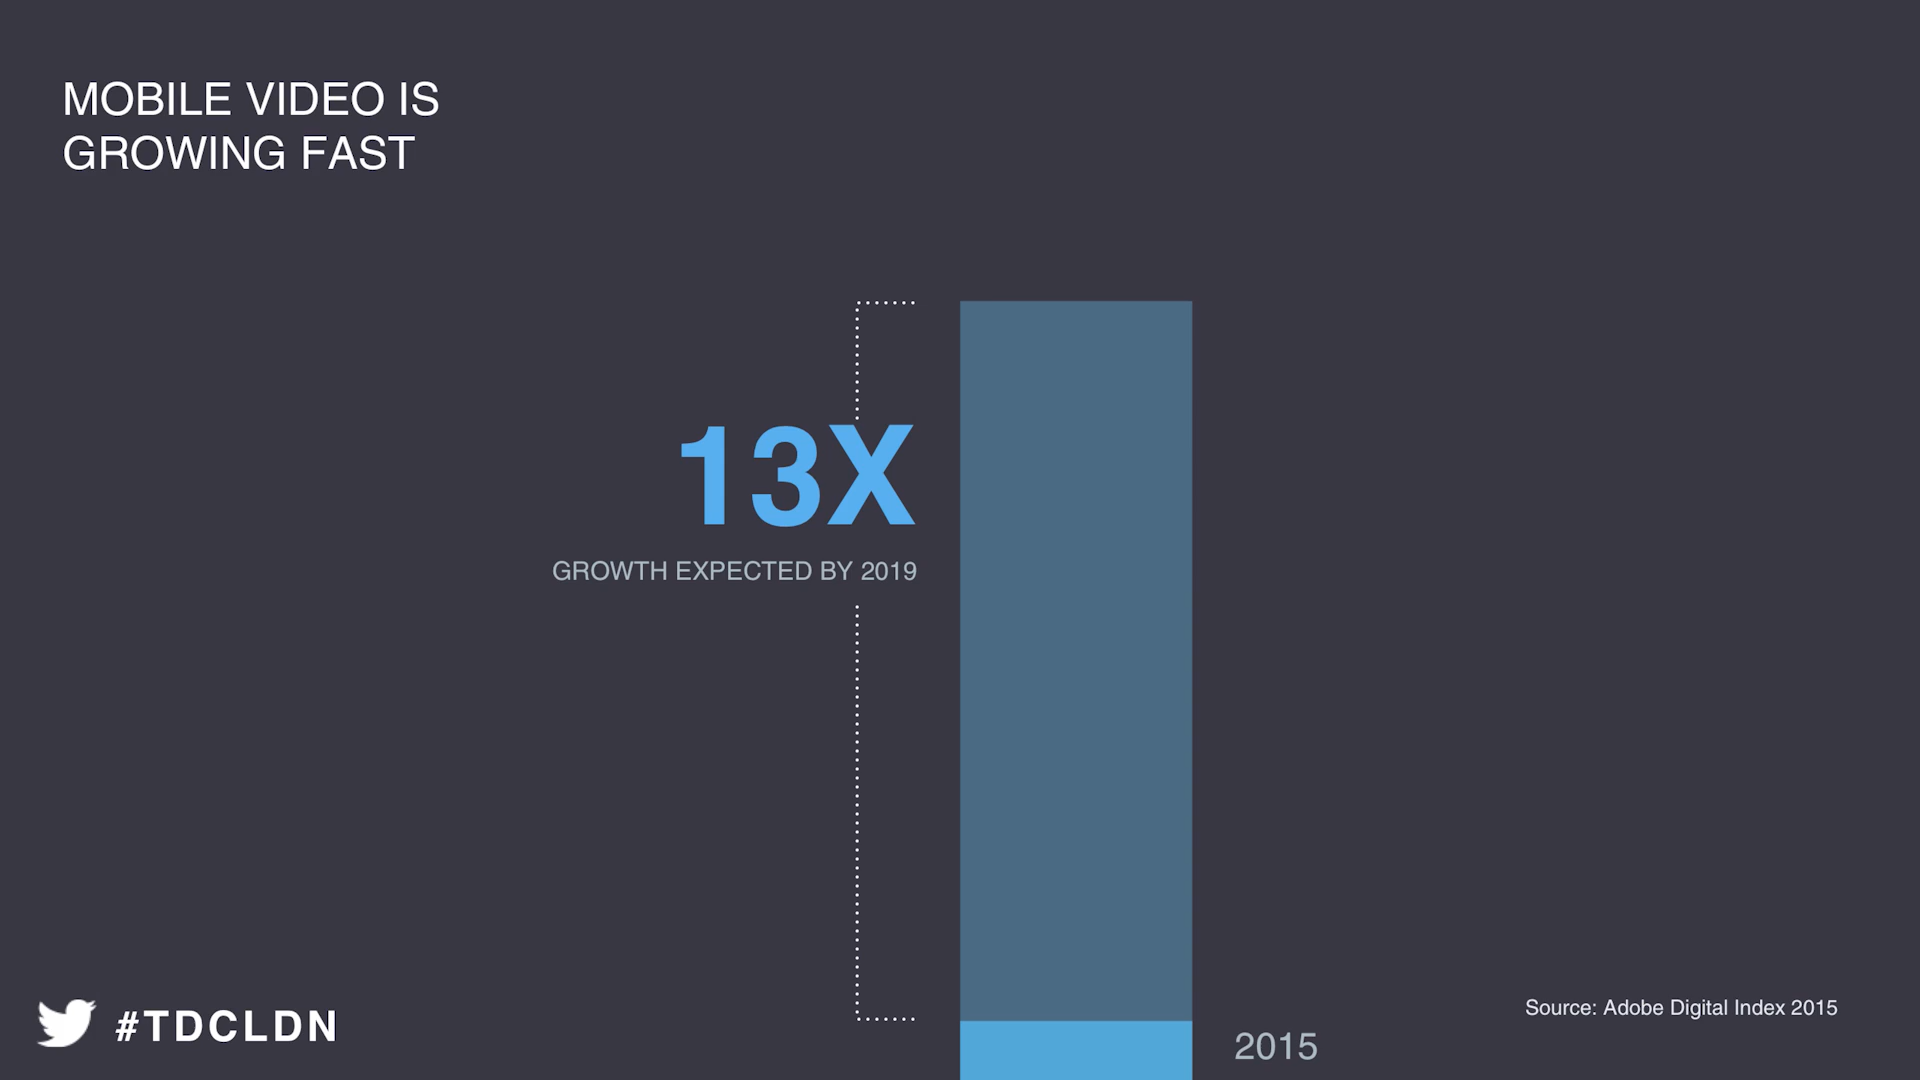 MOBILE VIDEO IS
GROWING FAST
13X
GROWTH EXPECTED BY 2019
#TDCLDN
2015
Source: Adobe Digital Index 2015